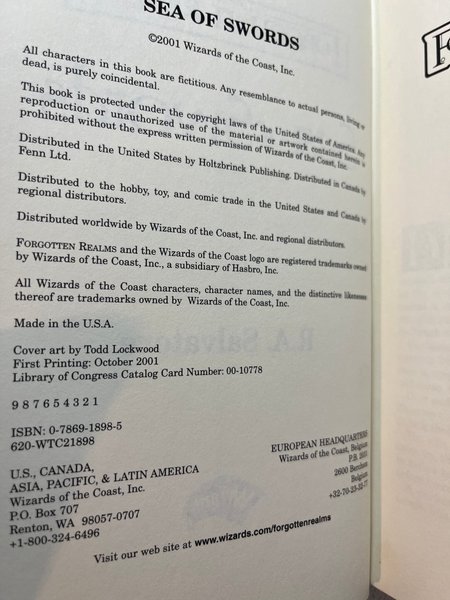 SEA OF SWORDS
©2001 Wizards of the Coast, Inc.
All characters in this book are fictitious. Any resemblance to actual persons, living or
dead, is purely coincidental.
This book is protected under the copyright laws of the United States of America. Any
reproduction or unauthorized use of the material or artwork contained herein is
prohibited without the express written permission of Wizards of the Coast, Inc.
Distributed in the United States by Holtzbrinck Publishing. Distributed in Canada by
Fenn Ltd.
Distributed to the hobby, toy, and comic trade in the United States and Canada by
regional distributors.
Distributed worldwide by Wizards of the Coast, Inc. and regional distributors.
FORGOTTEN REALMS and the Wizards of the Coast logo are registered trademarks owned
by Wizards of the Coast, Inc., a subsidiary of Hasbro, Inc.
All Wizards of the Coast characters, character names, and the distinctive likenesses
thereof are trademarks owned by Wizards of the Coast, Inc.
Made in the U.S.A.
Cover art by Todd Lockwood
First Printing: October 2001
Library of Congress Catalog Card Number: 00-10778
9 8 7 6 5 4 3 2 1
ISBN: 0-7869-1898-5
620-WTC21898
U.S., CANADA,
ASIA, PACIFIC, & LATIN AMERICA
Wizards of the Coast, Inc.
P.O. Box 707
Renton, WA 98057-0707
+1-800-324-6496
EUROPEAN HEADQUARTERS
Wizards of the Coast, Belgium
P.B. 2031
2600 Berchem
Belgium
+32-70-23-32-77
Visit our web site at www.wizards.com/forgottenrealms